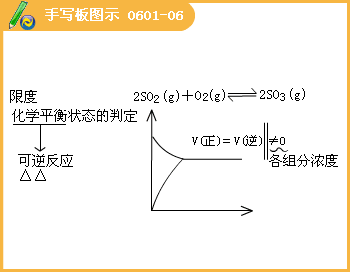 手写板图示 0601-06
限度
2SO₂(g)+O₂(g)⇌2SO₃(g)
化学平衡状态的判定
V(正)=V(逆)‖≠0
可逆反应
各组分浓度
△△